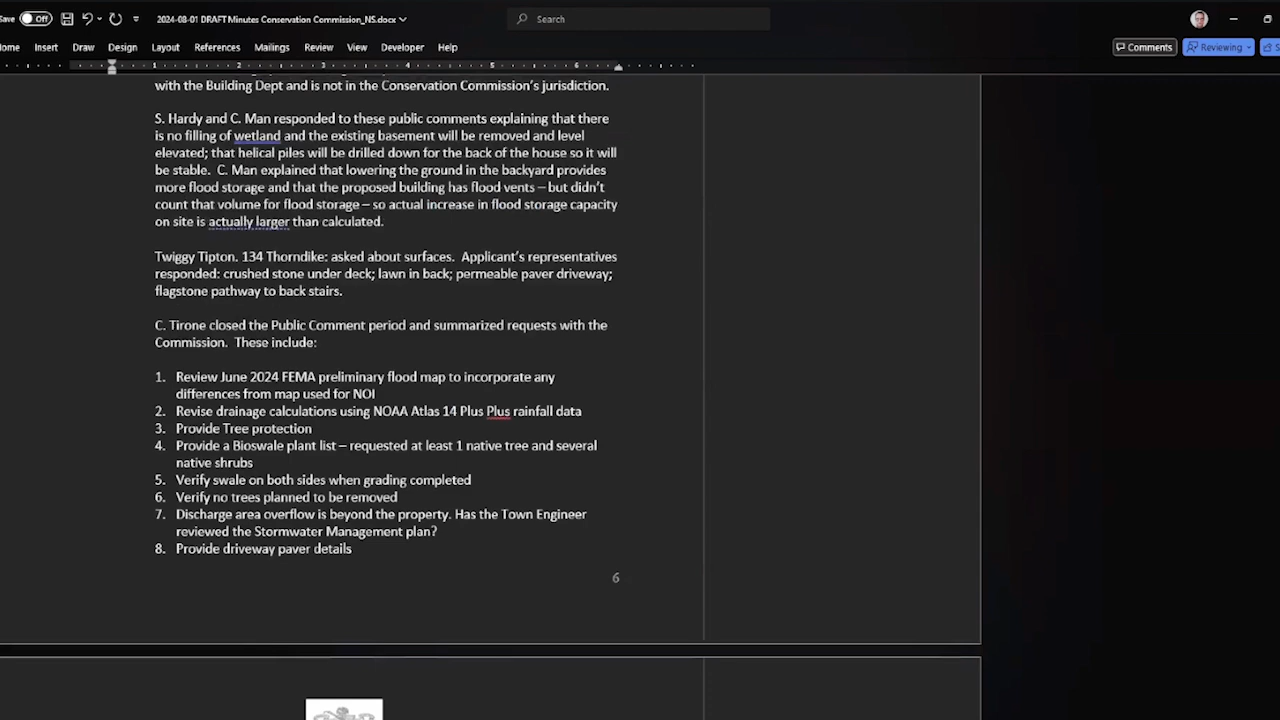 Off
2024-08-01 DRAFT Minutes Conservation Commission_NS.docx
Search
Insert Draw Design Layout References Mailings Review View Developer Help
Comments Reviewing
1 2 3 4 5 6
with the Building Dept and is not in the Conservation Commission's jurisdiction.
S. Hardy and C. Man responded to these public comments explaining that there
is no filling of wetland and the existing basement will be removed and level
elevated; that helical piles will be drilled down for the back of the house so it will
be stable. C. Man explained that lowering the ground in the backyard provides
more flood storage and that the proposed building has flood vents – but didn't
count that volume for flood storage – so actual increase in flood storage capacity
on site is actually larger than calculated.
Twiggy Tipton. 134 Thorndike: asked about surfaces. Applicant's representatives
responded: crushed stone under deck; lawn in back; permeable paver driveway;
flagstone pathway to back stairs.
C. Tirone closed the Public Comment period and summarized requests with the
Commission. These include:
1. Review June 2024 FEMA preliminary flood map to incorporate any
differences from map used for NOI
2. Revise drainage calculations using NOAA Atlas 14 Plus Plus rainfall data
3. Provide Tree protection
4. Provide a Bioswale plant list – requested at least 1 native tree and several
native shrubs
5. Verify swale on both sides when grading completed
6. Verify no trees planned to be removed
7. Discharge area overflow is beyond the property. Has the Town Engineer
reviewed the Stormwater Management plan?
8. Provide driveway paver details
6